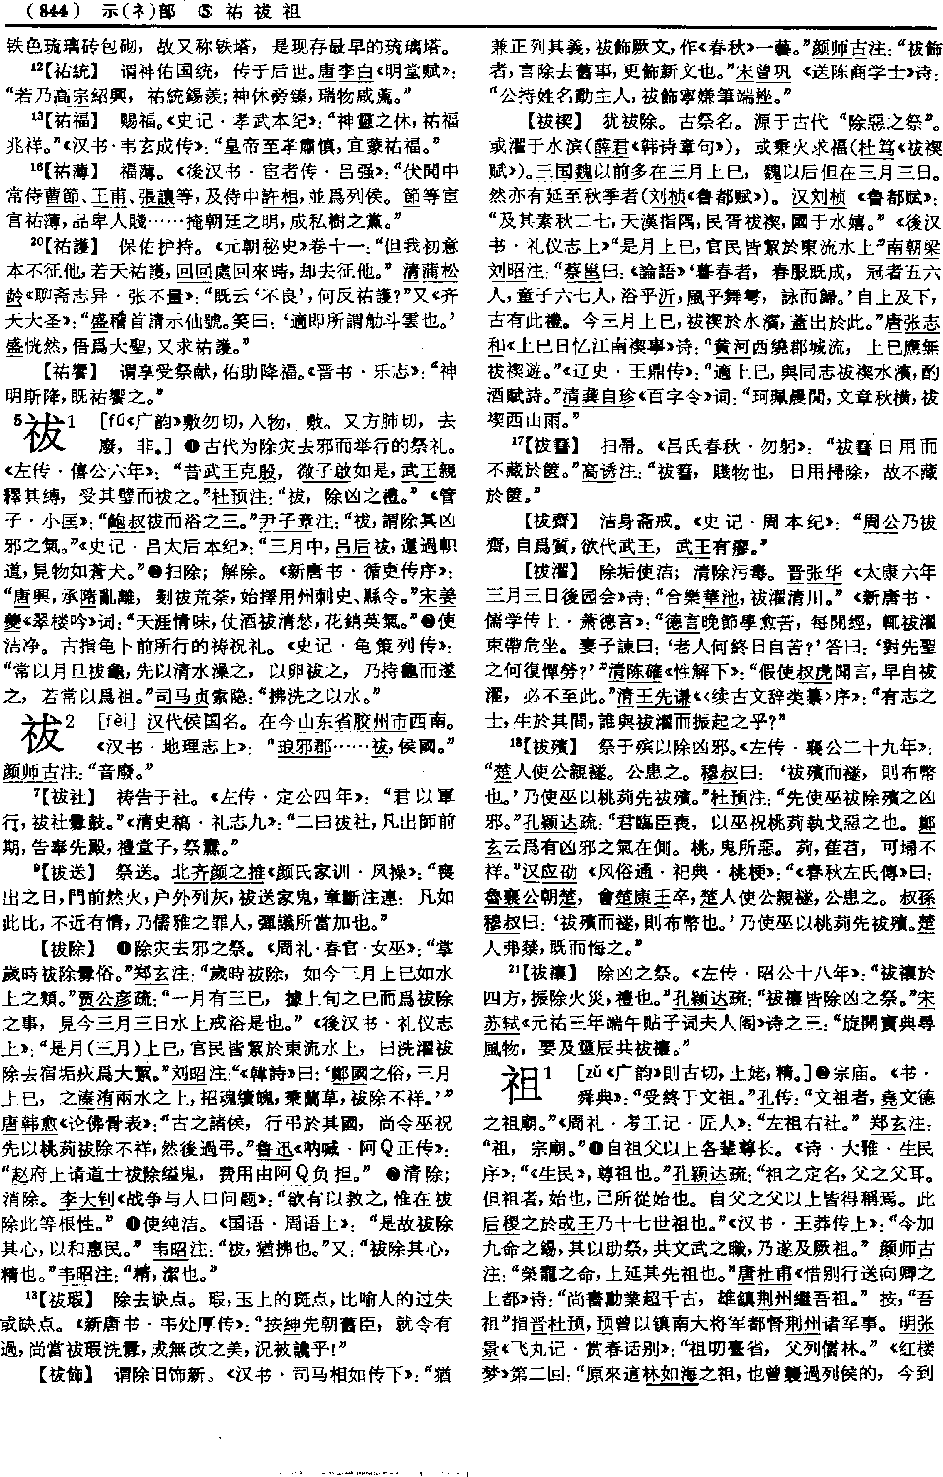 (844) 示(礻)部 ⑤ 祐 祓 祖
铁色琉璃砖包砌，故又称铁塔，是现存最早的琉璃塔。
12【祐统】 谓神佑国统，传于后世。唐李白《明堂赋》：
“若乃高宗紹興，祐統錫羨；神休旁臻，瑞物咸薦。”
13【祐福】 赐福。《史记·孝武本纪》：“神靈之休，祐福
兆祥。”《汉书·韦玄成传》：“皇帝至孝肅慎，宜蒙祐福。”
16【祐薄】 福薄。《後汉书·宦者传·吕强》：“伏聞中
常侍曹節、王甫、張讓等，及侍中許相，並爲列侯。節等宦
官祐薄，品卑人賤……掩朝廷之明，成私樹之黨。”
20【祐護】 保佑护持。《元朝秘史》卷十一：“但我初意
本不征他，若天祐護，回回處回來時，却去征他。” 清蒲松
龄《聊斋志异·张不量》：“既云‘不良’，何反祐護？”又《齐
天大圣》：“盛稽首請示仙號。笑曰：‘適即所謂觔斗雲也。’
盛恍然，悟爲大聖，又求祐護。”
【祐饗】 谓享受祭献，佑助降福。《晋书·乐志》：“神
明斯降，既祐饗之。”
5祓1 [fú《广韵》敷勿切，入物，敷。又方肺切，去
廢，非。] ❶古代为除灾去邪而举行的祭礼。
《左传·僖公六年》：“昔武王克殷，微子啟如是，武王親
釋其縛，受其璧而祓之。”杜预注：“祓，除凶之禮。” 《管
子·小匡》：“鮑叔祓而浴之三。”尹子章注：“祓，謂除其凶
邪之氣。”《史记·吕太后本纪》：“三月中，吕后祓，還過軹
道，見物如蒼犬。”❷扫除；解除。《新唐书·循吏传序》：
“唐興，承隋亂離，剗祓荒荼，始擇用州刺史、縣令。”宋姜
夔《翠楼吟》词：“天涯情味，仗酒祓清愁，花銷英氣。”❸使
洁净。古指龟卜前所行的祷祝礼。《史记·龟策列传》：
“常以月旦祓龜，先以清水澡之，以卵祓之，乃持龜而遂
之，若常以爲祖。”司马贞索隐：“拂洗之以水。”
祓2 [fèi] 汉代侯国名。在今山东省胶州市西南。
《汉书·地理志上》：“琅邪郡……祓，侯國。”
颜师古注：“音廢。”
7【祓社】 祷告于社。《左传·定公四年》：“君以軍
行，祓社釁鼓。”《清史稿·礼志九》：“二曰祓社，凡出師前
期，告奉先殿，禮堂子，祭纛。”
9【祓送】 祭送。北齐颜之推《颜氏家训·风操》：“喪
出之日，門前然火，户外列灰，祓送家鬼，章斷注連：凡如
此比，不近有情，乃儒雅之罪人，彈議所當加也。”
【祓除】 ❶除灾去邪之祭。《周礼·春官·女巫》：“掌
歲時祓除釁俗。”郑玄注：“歲時祓除，如今三月上巳如水
上之類。”贾公彦疏：“一月有三巳，據上旬之巳而爲祓除
之事，見今三月三日水上戒浴是也。” 《後汉书·礼仪志
上》：“是月（三月）上巳，官民皆絜於東流水上，曰洗濯祓
除去宿垢疢爲大絜。”刘昭注：“《韓詩》曰：‘鄭國之俗，三月
上巳，之溱洧兩水之上，招魂續魄，秉蘭草，祓除不祥。’”
唐韩愈《论佛骨表》：“古之諸侯，行弔於其國，尚令巫祝
先以桃茢祓除不祥，然後過弔。”鲁迅《呐喊·阿Q正传》：
“赵府上请道士祓除缢鬼，费用由阿Q负担。” ❷清除；
消除。李大钊《战争与人口问题》：“欲有以救之，惟在祓
除此等根性。” ❸使纯洁。《国语·周语上》：“是故祓除
其心，以和惠民。” 韦昭注：“祓，猶拂也。”又：“祓除其心，
精也。”韦昭注：“精，潔也。”
13【祓瑕】 除去缺点。瑕，玉上的斑点，比喻人的过失
或缺点。《新唐书·韦处厚传》：“按紳先朝舊臣，就令有
過，尚當祓瑕洗釁，成無改之美，况被讒乎！”
【祓飾】 谓除旧饰新。《汉书·司马相如传下》：“猶
兼正列其義，祓飾厥文，作《春秋》一藝。”颜师古注：“祓飾
者，言除去舊事，更飾新文也。”宋曾巩 《送陈商学士》诗：
“公持姓名動主人，祓飾寧嫌筆端挫。”
【祓禊】 犹祓除。古祭名。源于古代“除惡之祭”。
或濯于水滨（薛君《韩诗章句》），或秉火求福（杜笃《祓禊
赋》）。三国魏以前多在三月上巳，魏以后但在三月三日。
然亦有延至秋季者（刘桢《鲁都赋》）。汉刘桢 《鲁都赋》：
“及其素秋二七，天漢指隅，民胥祓禊，國于水嬉。” 《後汉
书·礼仪志上》“是月上巳，官民皆絜於東流水上”南朝梁
刘昭注：“蔡邕曰：《論語》‘暮春者，春服既成，冠者五六
人，童子六七人，浴乎沂，風乎舞雩，詠而歸。’自上及下，
古有此禮。今三月上巳，祓禊於水濱，蓋出於此。”唐张志
和《上巳日忆江南禊事》诗：“黄河西繞郡城流，上巳應無
祓禊遊。”《辽史·王鼎传》：“適上巳，與同志祓禊水濱，酌
酒賦詩。”清龚自珍《百字令》词：“珂珮晨聞，文章秋橫，祓
禊西山雨。”
17【祓篲】 扫帚。《吕氏春秋·勿躬》：“祓篲日用而
不藏於篋。”高诱注：“祓篲，賤物也，日用掃除，故不藏
於篋。”
【祓齋】 洁身斋戒。《史记·周本纪》：“周公乃祓
齋，自爲質，欲代武王，武王有瘳。”
【祓濯】 除垢使洁；清除污毒。晋张华 《太康六年
三月三日後园会》诗：“合樂華池，祓濯清川。” 《新唐书·
儒学传上·萧德言》：“德言晚節學愈苦，每開經，輒祓濯
束帶危坐。妻子諫曰：‘老人何終日自苦？’答曰：‘對先聖
之何復憚勞？’”清陈確《性解下》：“假使叔虎聞言，早自祓
濯，必不至此。”清王先谦《〈续古文辞类纂〉序》：“有志之
士，生於其間，誰與祓濯而振起之乎？”
18【祓殯】 祭于殡以除凶邪。《左传·襄公二十九年》：
“楚人使公親襚。公患之。穆叔曰：‘祓殯而襚，則布幣
也。’乃使巫以桃茢先祓殯。”杜预注：“先使巫祓除殯之凶
邪。”孔颖达疏：“君臨臣喪，以巫祝桃茢執戈惡之也。鄭
玄云爲有凶邪之氣在側。桃，鬼所惡。茢，萑苕，可埽不
祥。”汉应劭 《风俗通·祀典·桃梗》：“《春秋左氏傳》曰：
魯襄公朝楚，會楚康王卒，楚人使公親襚，公患之。叔孫
穆叔曰：‘祓殯而襚，則布幣也。’乃使巫以桃茢先祓殯。楚
人弗禁，既而悔之。”
21【祓禳】 除凶之祭。《左传·昭公十八年》：“祓禳於
四方，振除火災，禮也。”孔颖达疏：“祓禳皆除凶之祭。”宋
苏轼《元祐三年端午贴子词夫人阁》诗之三：“旋開寶典尋
風物，要及靈辰共祓禳。”
祖1 [zǔ《广韵》則古切，上姥，精。] ❶宗庙。《书·
舜典》：“受終于文祖。”孔传：“文祖者，堯文德
之祖廟。”《周礼·考工记·匠人》：“左祖右社。” 郑玄注：
“祖，宗廟。”❷自祖父以上各辈尊长。《诗·大雅·生民
序》：“《生民》，尊祖也。”孔颖达疏：“祖之定名，父之父耳。
但祖者，始也，己所從始也。自父之父以上皆得稱焉。此
后稷之於成王乃十七世祖也。”《汉书·王莽传上》：“令加
九命之錫，其以助祭，共文武之職，乃遂及厥祖。” 颜师古
注：“榮寵之命，上延其先祖也。”唐杜甫《惜别行送向卿之
上都》诗：“尚書勳業超千古，雄鎮荆州繼吾祖。” 按，“吾
祖”指晋杜预，预曾以镇南大将军都督荆州诸军事。明张
景《飞丸记·赏春话别》：“祖叨臺省，父列儒林。” 《红楼
梦》第二回：“原來這林如海之祖，也曾襲過列侯的，今到